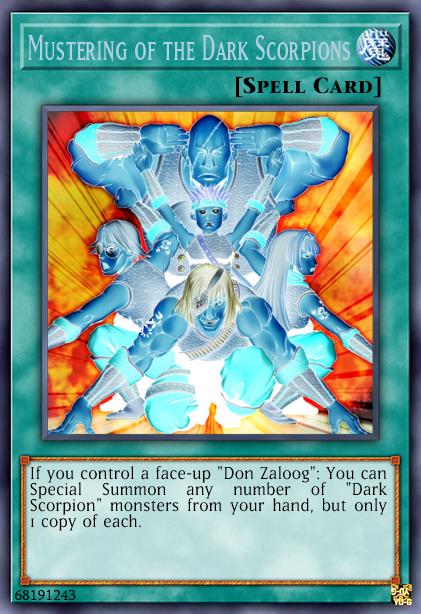 Mustering of the Dark Scorpions
魔
[Spell Card]
If you control a face-up "Don Zaloog": You can
Special Summon any number of "Dark
Scorpion" monsters from your hand, but only
1 copy of each.
68191243